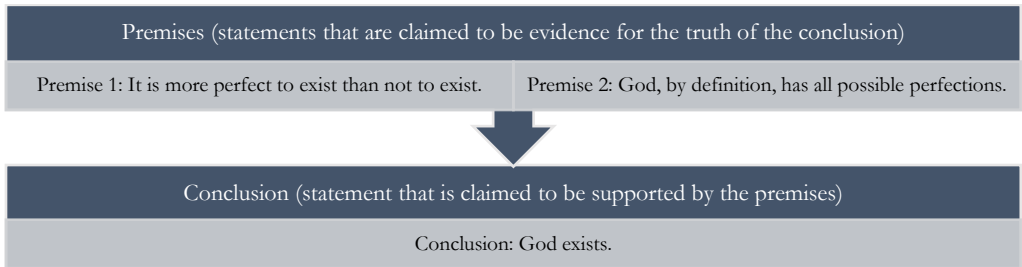 Premises (statements that are claimed to be evidence for the truth of the conclusion)
Premise 1: It is more perfect to exist than not to exist.
Premise 2: God, by definition, has all possible perfections.
Conclusion (statement that is claimed to be supported by the premises)
Conclusion: God exists.